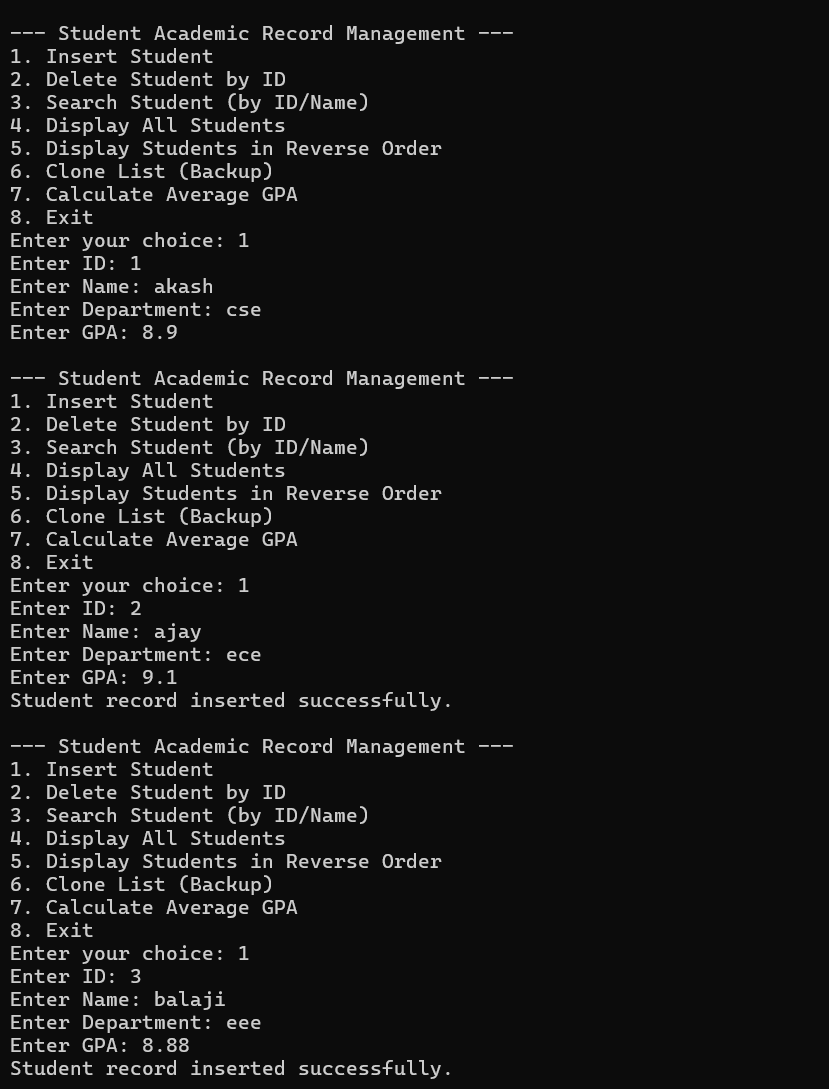 --- Student Academic Record Management ---
1. Insert Student
2. Delete Student by ID
3. Search Student (by ID/Name)
4. Display All Students
5. Display Students in Reverse Order
6. Clone List (Backup)
7. Calculate Average GPA
8. Exit
Enter your choice: 1
Enter ID: 1
Enter Name: akash
Enter Department: cse
Enter GPA: 8.9

--- Student Academic Record Management ---
1. Insert Student
2. Delete Student by ID
3. Search Student (by ID/Name)
4. Display All Students
5. Display Students in Reverse Order
6. Clone List (Backup)
7. Calculate Average GPA
8. Exit
Enter your choice: 1
Enter ID: 2
Enter Name: ajay
Enter Department: ece
Enter GPA: 9.1
Student record inserted successfully.

--- Student Academic Record Management ---
1. Insert Student
2. Delete Student by ID
3. Search Student (by ID/Name)
4. Display All Students
5. Display Students in Reverse Order
6. Clone List (Backup)
7. Calculate Average GPA
8. Exit
Enter your choice: 1
Enter ID: 3
Enter Name: balaji
Enter Department: eee
Enter GPA: 8.88
Student record inserted successfully.